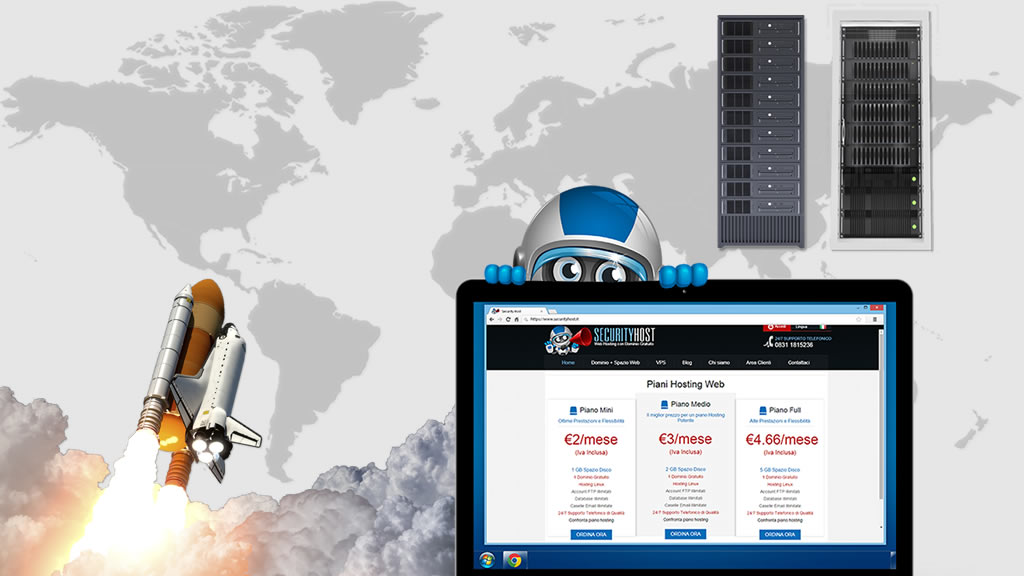 Security Host
https://www.securityhost.it
SECURITYHOST
Web Hosting con Dominio Gratuito
Accedi
Lingua
24/7 SUPPORTO TELEFONICO
0831 1815236
Home
Dominio + Spazio Web
VPS
Blog
Chi siamo
Area Clienti
Contattaci
Piani Hosting Web
Piano Mini
Ottime Prestazioni e Flessibilità
€2/mese
(Iva Inclusa)
1 GB Spazio Disco
1 Dominio Gratuito
Hosting Linux
Account FTP Illimitati
Database Illimitati
Caselle Email Illimitate
24/7 Supporto Telefonico di Qualità
Confronta piano hosting
ORDINA ORA
Piano Medio
Il miglior prezzo per un piano Hosting
Potente
€3/mese
(Iva Inclusa)
2 GB Spazio Disco
1 Dominio Gratuito
Hosting Linux
Account FTP Illimitati
Database Illimitati
Caselle Email Illimitate
24/7 Supporto Telefonico di Qualità
Confronta piano hosting
ORDINA ORA
Piano Full
Alte Prestazioni e Flessibilità
€4.66/mese
(Iva Inclusa)
5 GB Spazio Disco
1 Dominio Gratuito
Hosting Linux
Account FTP Illimitati
Database Illimitati
Caselle Email Illimitate
24/7 Supporto Telefonico di Qualità
Confronta piano hosting
ORDINA ORA